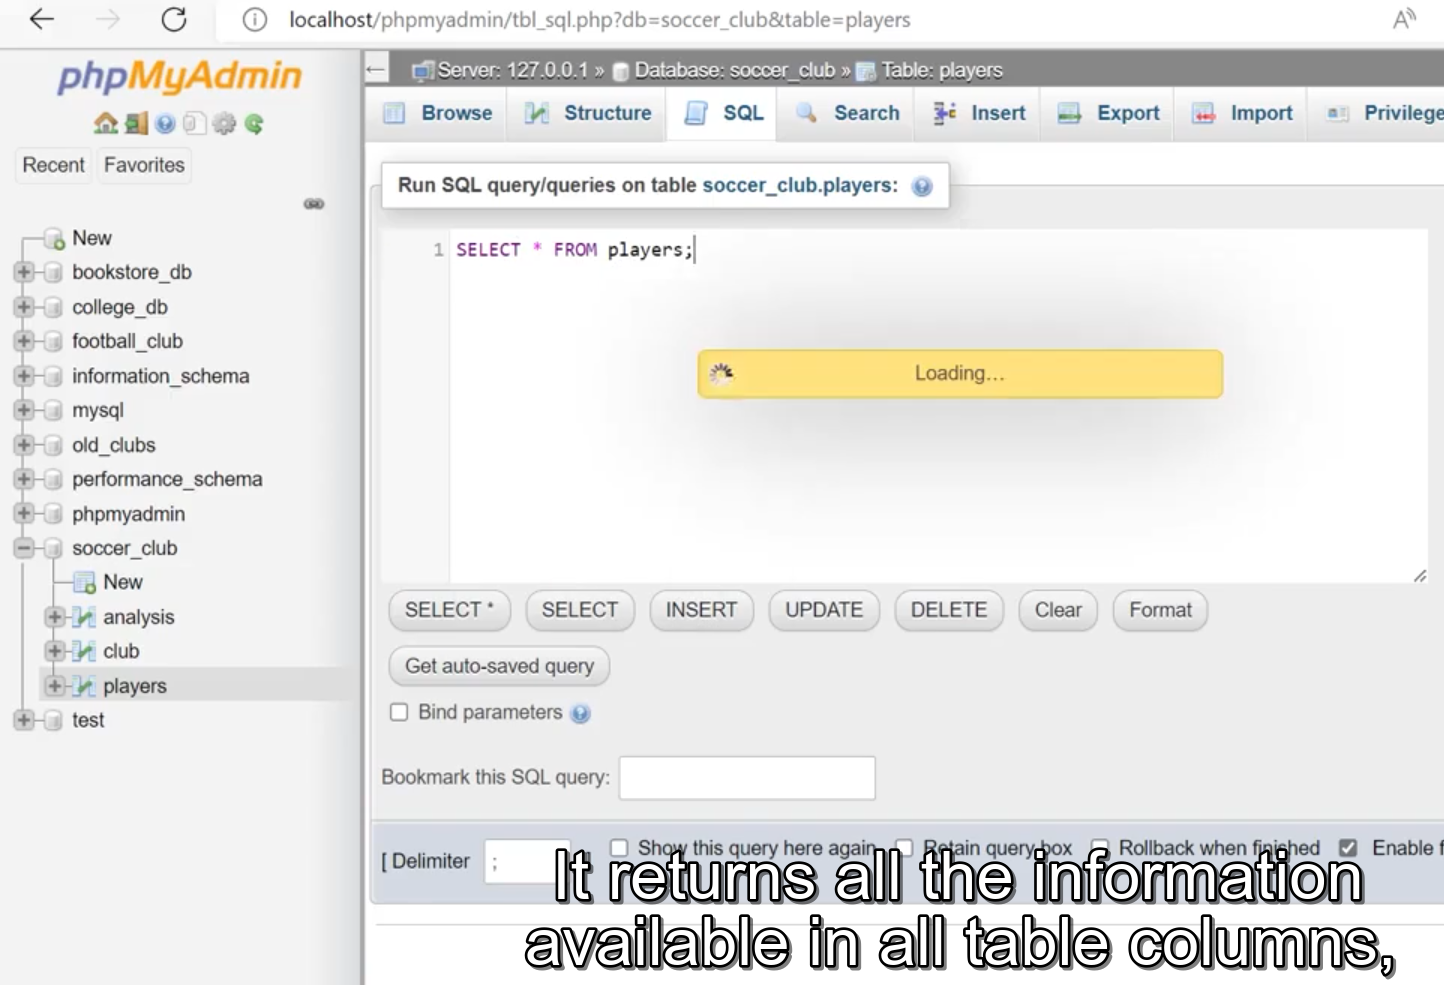 localhost/phpmyadmin/tbl_sql.php?db=soccer_club&table=players
phpMyAdmin
Recent Favorites
New
bookstore_db
college_db
football_club
information_schema
mysql
old_clubs
performance_schema
phpmyadmin
soccer_club
New
analysis
club
players
test
Server: 127.0.0.1 » Database: soccer_club » Table: players
Browse Structure SQL Search Insert Export Import Privilege
Run SQL query/queries on table soccer_club.players:
1 SELECT * FROM players;
Loading…
SELECT * SELECT INSERT UPDATE DELETE Clear Format
Get auto-saved query
Bind parameters
Bookmark this SQL query:
[ Delimiter ; Show this query here again Retain query box Rollback when finished Enable f
It returns all the information
available in all table columns,